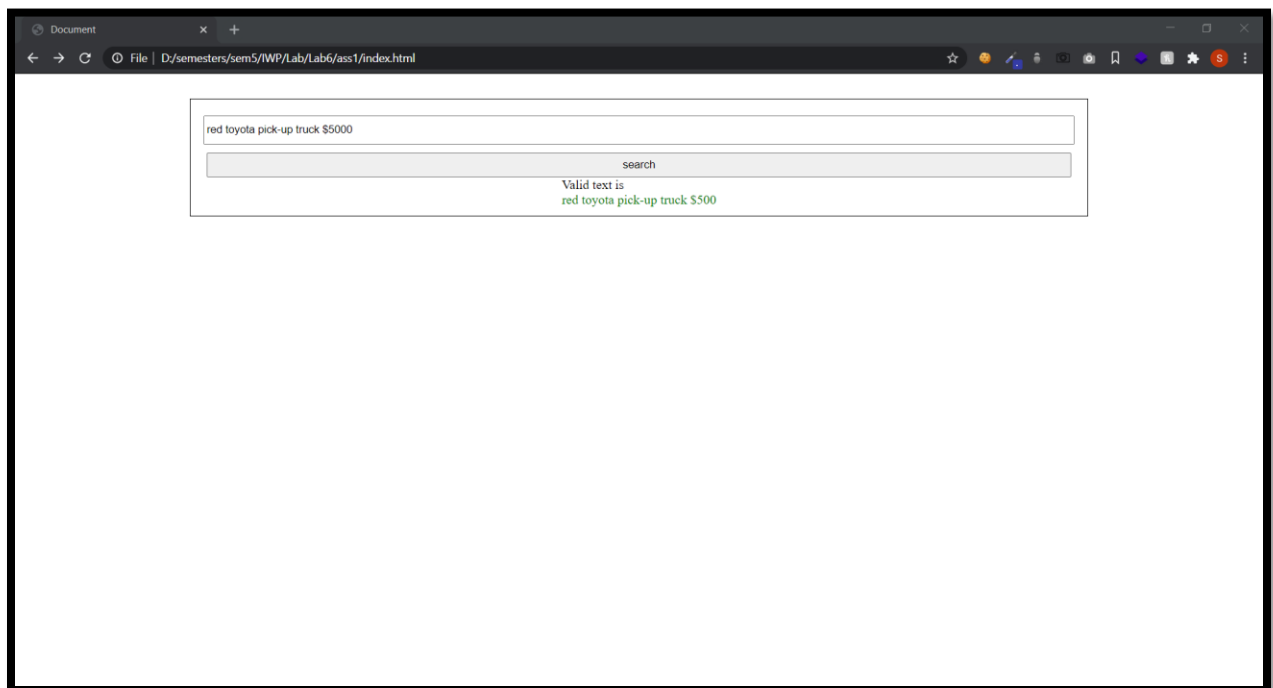 Document
File | D:/semesters/sem5/IWP/Lab/Lab6/ass1/index.html
S
red toyota pick-up truck $5000
search
Valid text is
red toyota pick-up truck $500